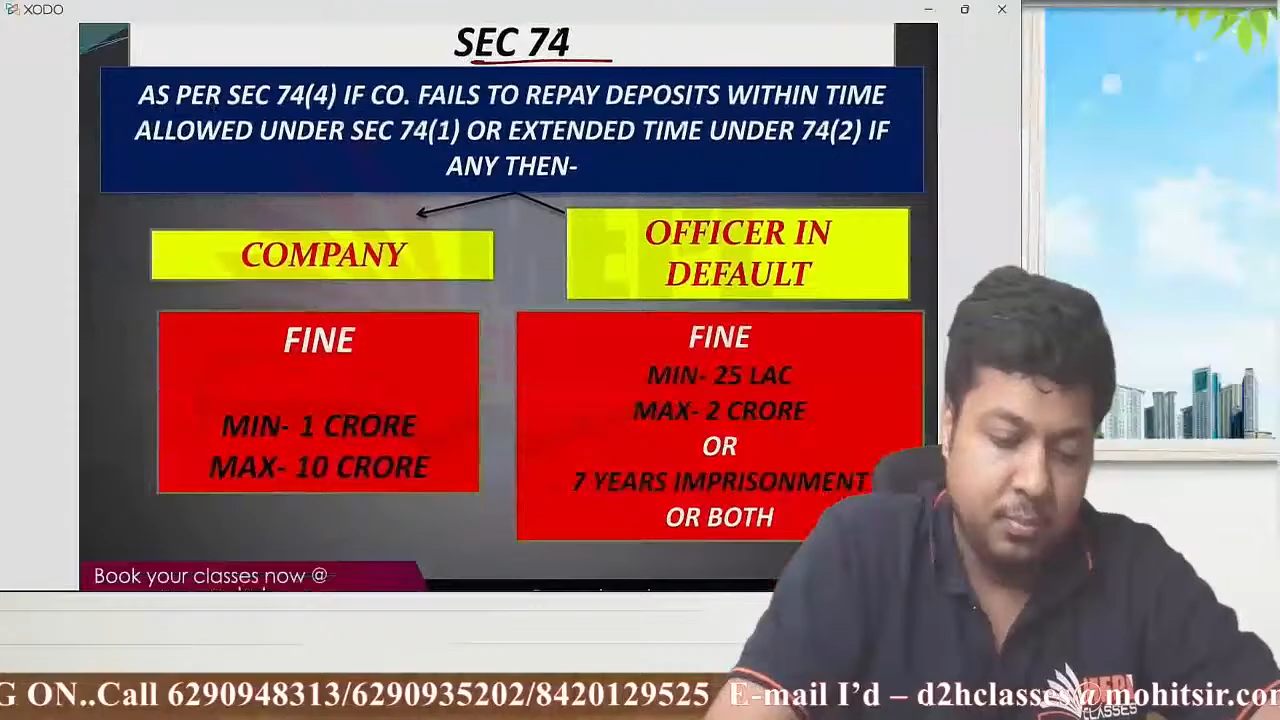 XODO
SEC 74
AS PER SEC 74(4) IF CO. FAILS TO REPAY DEPOSITS WITHIN TIME
ALLOWED UNDER SEC 74(1) OR EXTENDED TIME UNDER 74(2) IF
ANY THEN-
COMPANY
OFFICER IN
DEFAULT
FINE
MIN- 1 CRORE
MAX- 10 CRORE
FINE
MIN- 25 LAC
MAX- 2 CRORE
OR
7 YEARS IMPRISONMENT
OR BOTH
Book your classes now @
G ON..Call 6290948313/6290935202/8420129525 E-mail I'd – d2hclasses@mohitsir.co
CLASSES